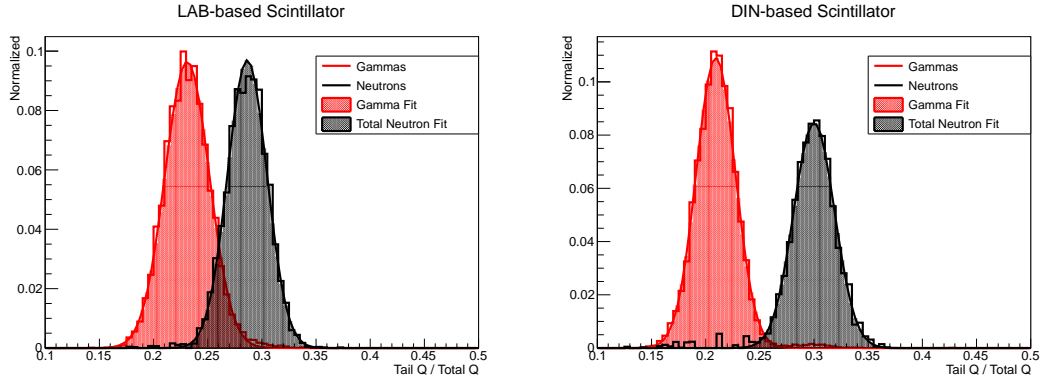 LAB-based Scintillator
Normalized
0.1
0.08
0.06
0.04
0.02
0
0.1 0.15 0.2 0.25 0.3 0.35 0.4 0.45 0.5
Tail Q / Total Q
Gammas
Neutrons
Gamma Fit
Total Neutron Fit
DIN-based Scintillator
Normalized
0.1
0.08
0.06
0.04
0.02
0
0.1 0.15 0.2 0.25 0.3 0.35 0.4 0.45 0.5
Tail Q / Total Q
Gammas
Neutrons
Gamma Fit
Total Neutron Fit